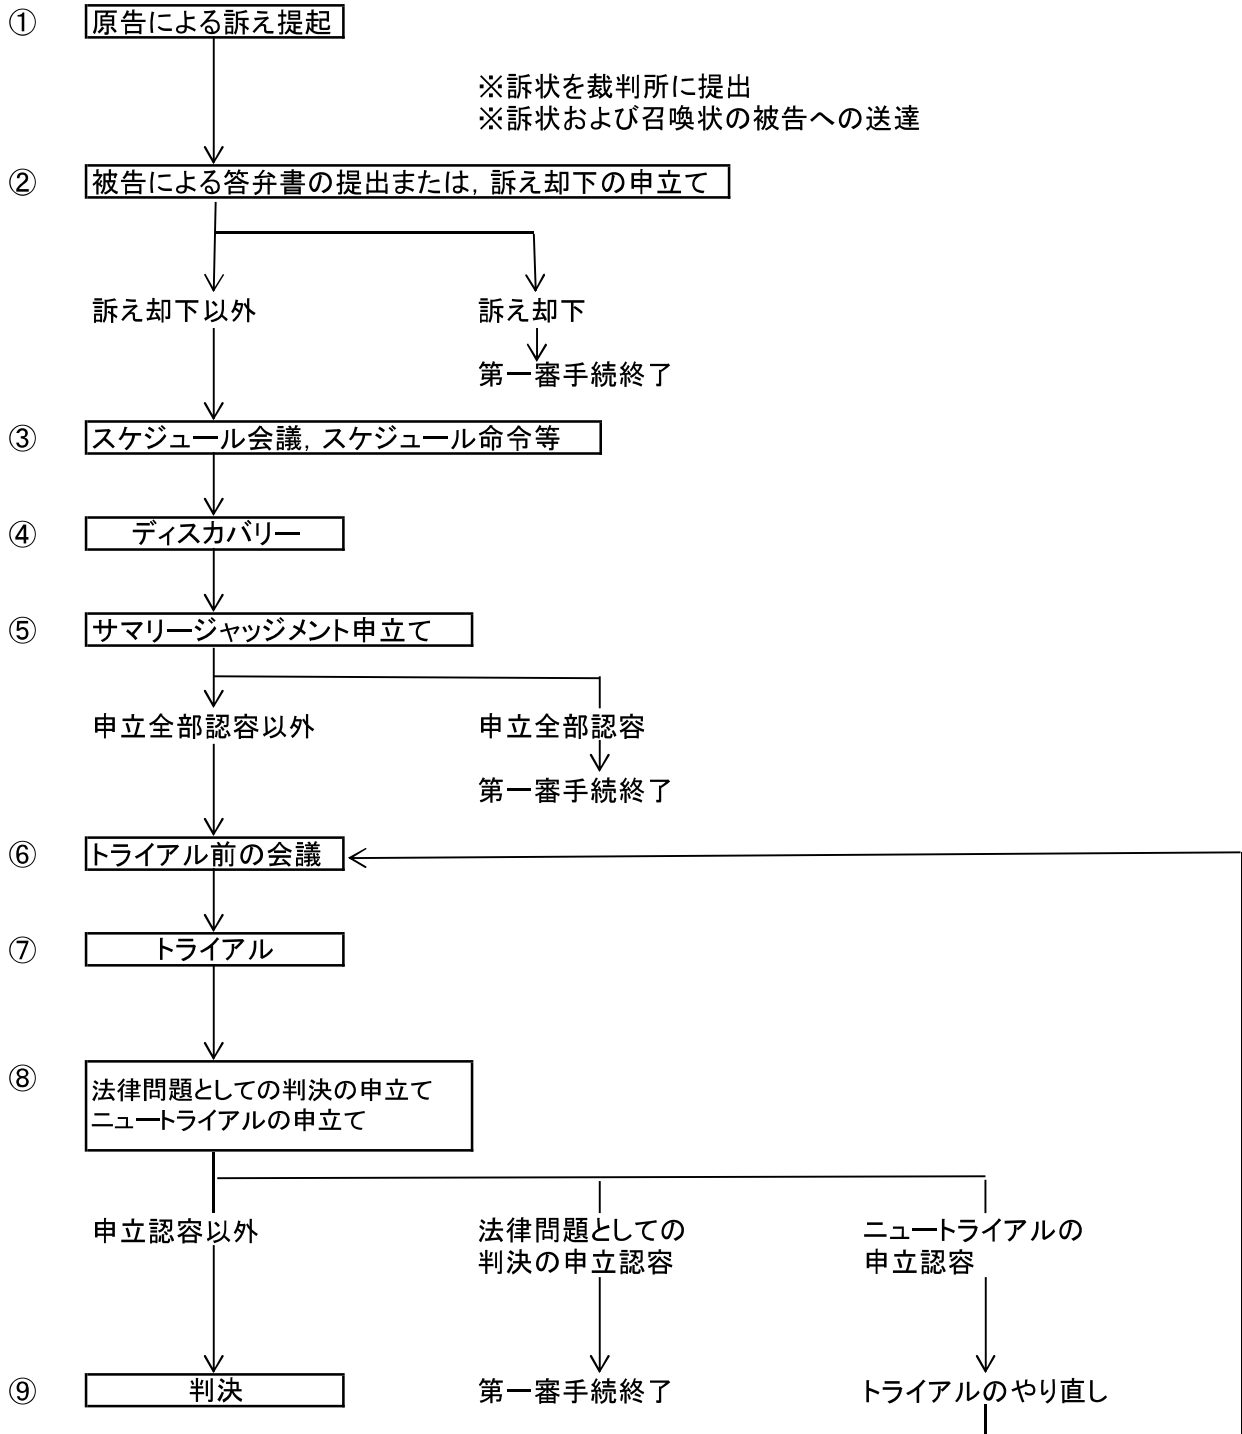 ① 原告による訴え提起
※訴状を裁判所に提出
※訴状および召喚状の被告への送達
② 被告による答弁書の提出または，訴え却下の申立て
訴え却下以外 訴え却下
第一審手続終了
③ スケジュール会議，スケジュール命令等
④ ディスカバリー
⑤ サマリージャッジメント申立て
申立全部認容以外 申立全部認容
第一審手続終了
⑥ トライアル前の会議
⑦ トライアル
⑧ 法律問題としての判決の申立て
ニュートライアルの申立て
申立認容以外 法律問題としての ニュートライアルの
判決の申立認容 申立認容
⑨ 判決 第一審手続終了 トライアルのやり直し